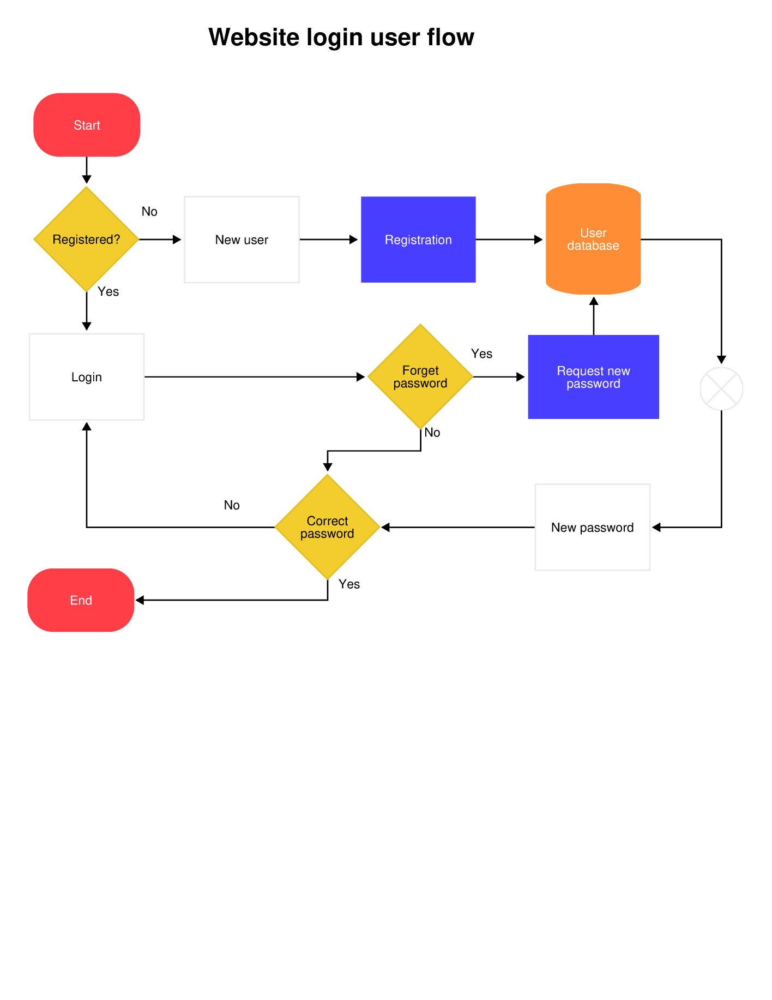 Website login user flow
Start
No
Registered?
New user
Registration
User
database
Yes
Login
Forget
password
Yes
Request new
password
No
No
Correct
password
New password
Yes
End